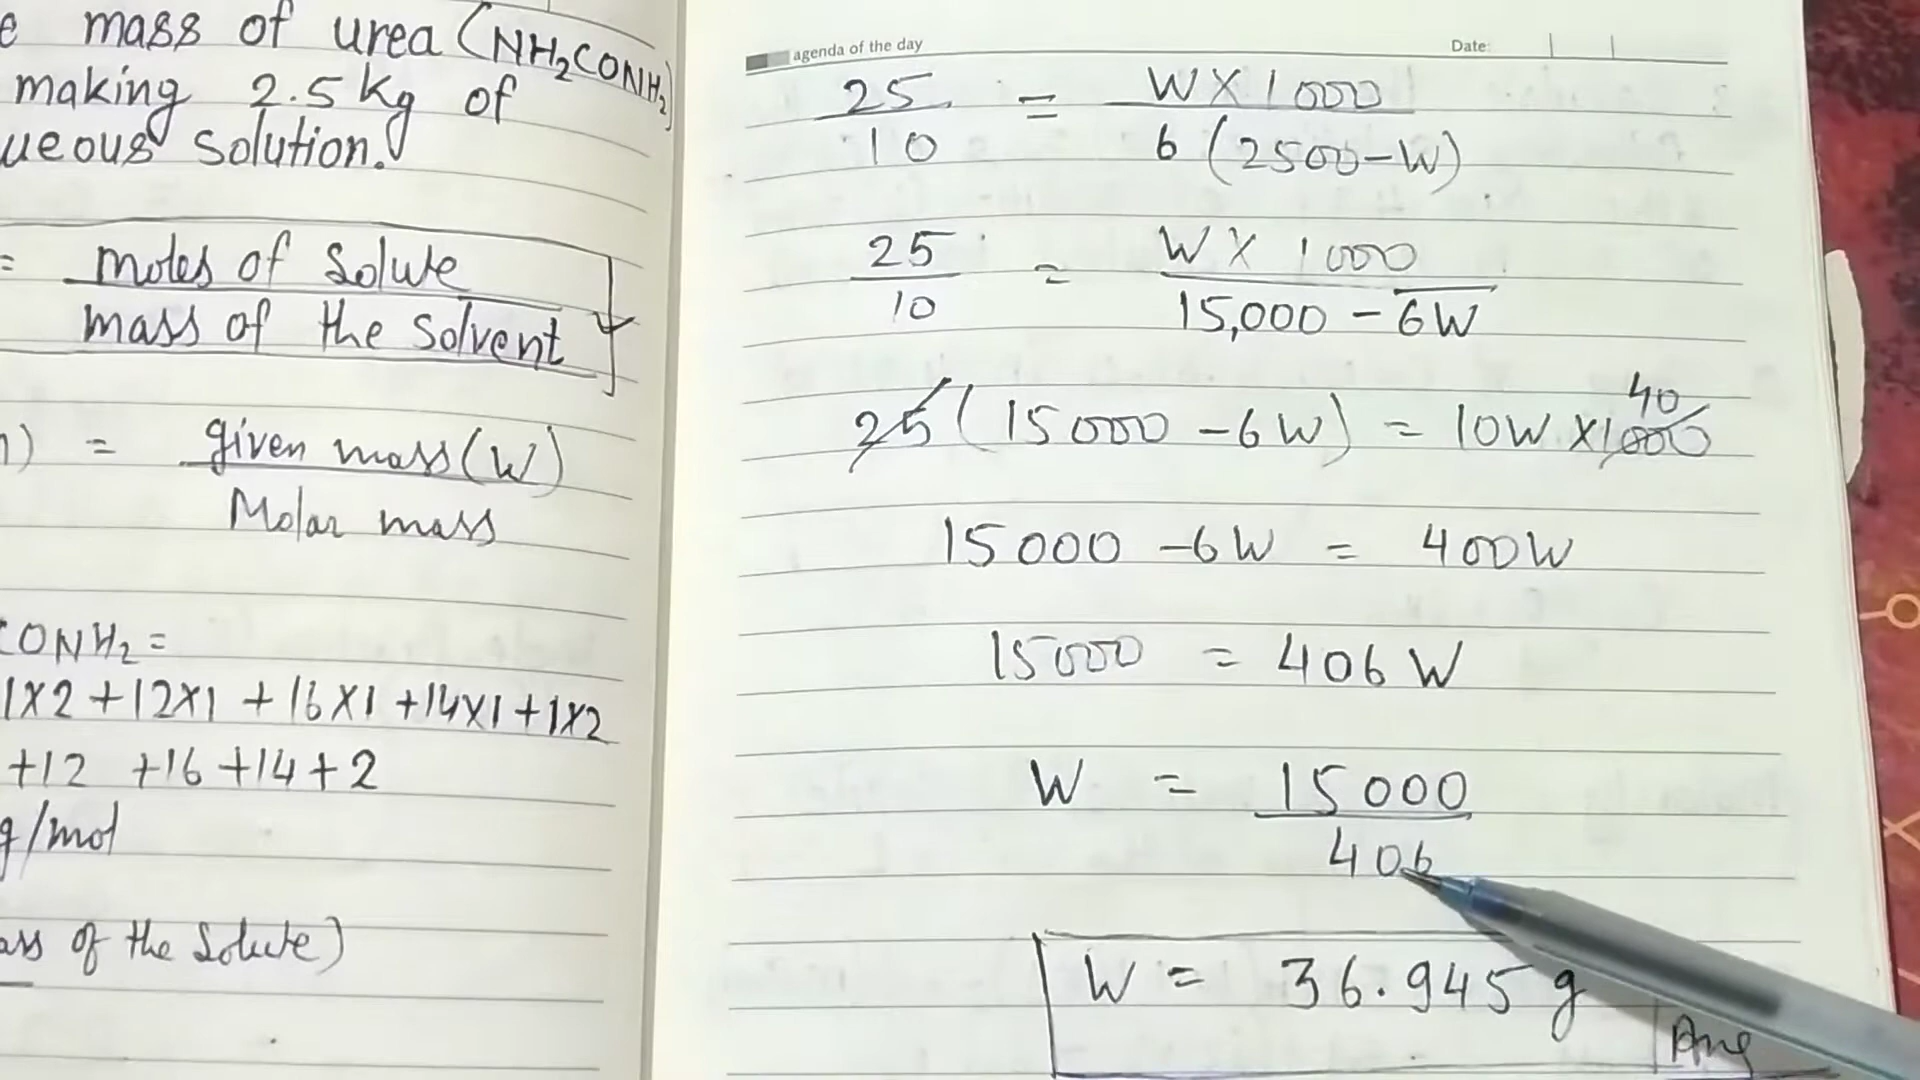 e mass of urea (NH₂CONH₂)
making 2.5 Kg of
ueous solution.
= moles of Solute
mass of the Solvent
) = given mass (W)
Molar mass
CONH₂ =
1X2 + 12X1 + 16X1 + 14X1 + 1X2
+12 +16 +14 +2
g/mol
ass of the Solute)
agenda of the day Date:
25 = WX 1000
10 6 (2500-W)
25 = WX 1000
10 15,000 - 6W
40
25 (15000 - 6W) = 10W X 1000
15000 - 6W = 400W
15000 = 406 W
W = 15000
406
W = 36.945 g
Ans